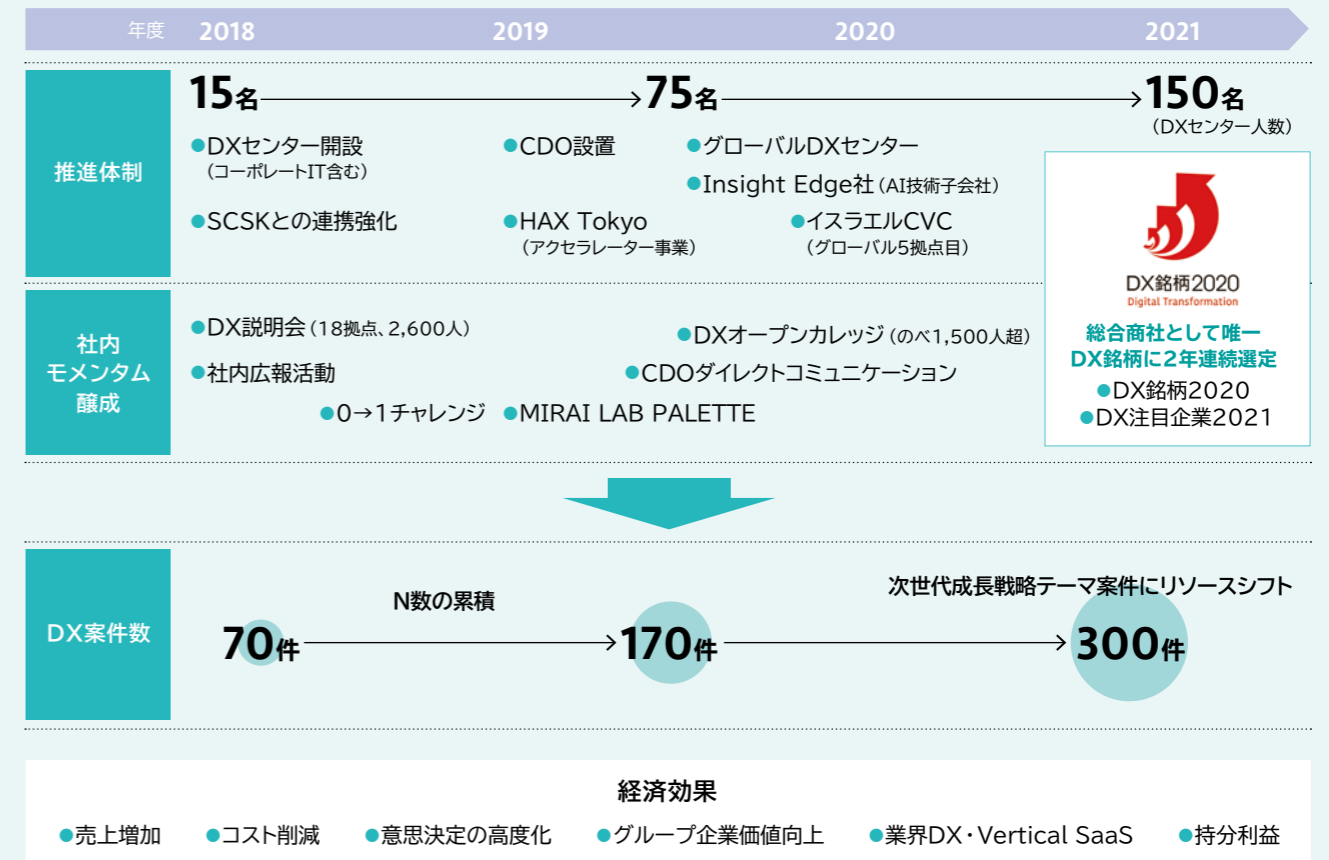 年度 2018 2019 2020 2021
15名 → 75名 → 150名
(DXセンター人数)
推進体制
●DXセンター開設
(コーポレートIT含む)
●CDO設置
●グローバルDXセンター
●Insight Edge社(AI技術子会社)
●SCSKとの連携強化
●HAX Tokyo
(アクセラレーター事業)
●イスラエルCVC
(グローバル5拠点目)
社内
モメンタム
醸成
●DX説明会(18拠点、2,600人)
●DXオープンカレッジ(のべ1,500人超)
●社内広報活動
●CDOダイレクトコミュニケーション
●0→1チャレンジ
●MIRAI LAB PALETTE
DX銘柄2020
Digital Transformation
総合商社として唯一
DX銘柄に2年連続選定
●DX銘柄2020
●DX注目企業2021
DX案件数
N数の累積
次世代成長戦略テーマ案件にリソースシフト
70件 → 170件 → 300件
経済効果
●売上増加 ●コスト削減 ●意思決定の高度化 ●グループ企業価値向上 ●業界DX・Vertical SaaS ●持分利益